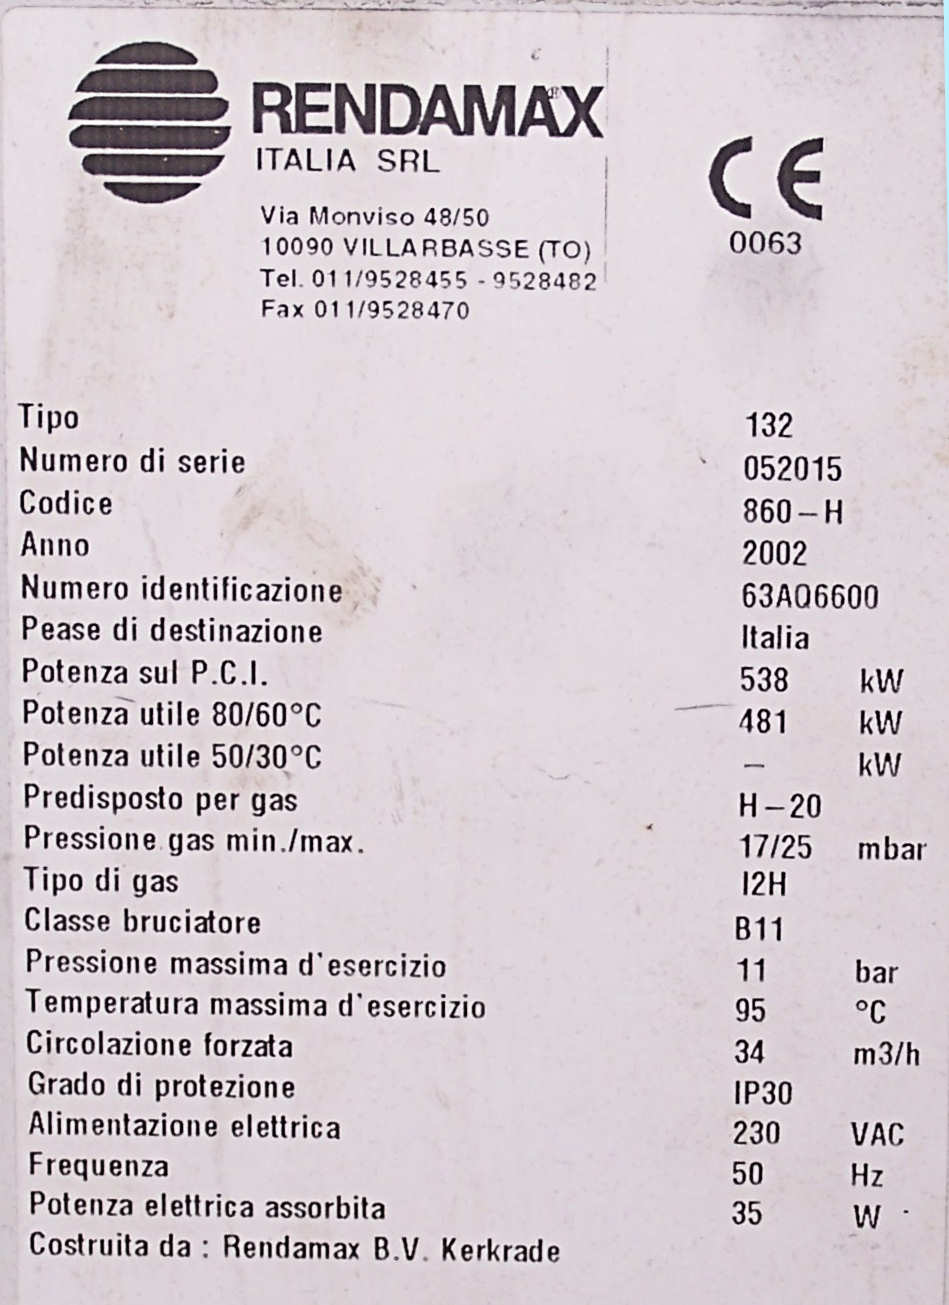 RENDAMAX®
ITALIA SRL
Via Monviso 48/50
10090 VILLARBASSE (TO)
Tel. 011/9528455 - 9528482
Fax 011/9528470
CE
0063
Tipo 132
Numero di serie 052015
Codice 860-H
Anno 2002
Numero identificazione 63AQ6600
Pease di destinazione Italia
Potenza sul P.C.I. 538 kW
Potenza utile 80/60°C 481 kW
Potenza utile 50/30°C - kW
Predisposto per gas H-20
Pressione gas min./max. 17/25 mbar
Tipo di gas I2H
Classe bruciatore B11
Pressione massima d'esercizio 11 bar
Temperatura massima d'esercizio 95 °C
Circolazione forzata 34 m3/h
Grado di protezione IP30
Alimentazione elettrica 230 VAC
Frequenza 50 Hz
Potenza elettrica assorbita 35 W
Costruita da : Rendamax B.V. Kerkrade